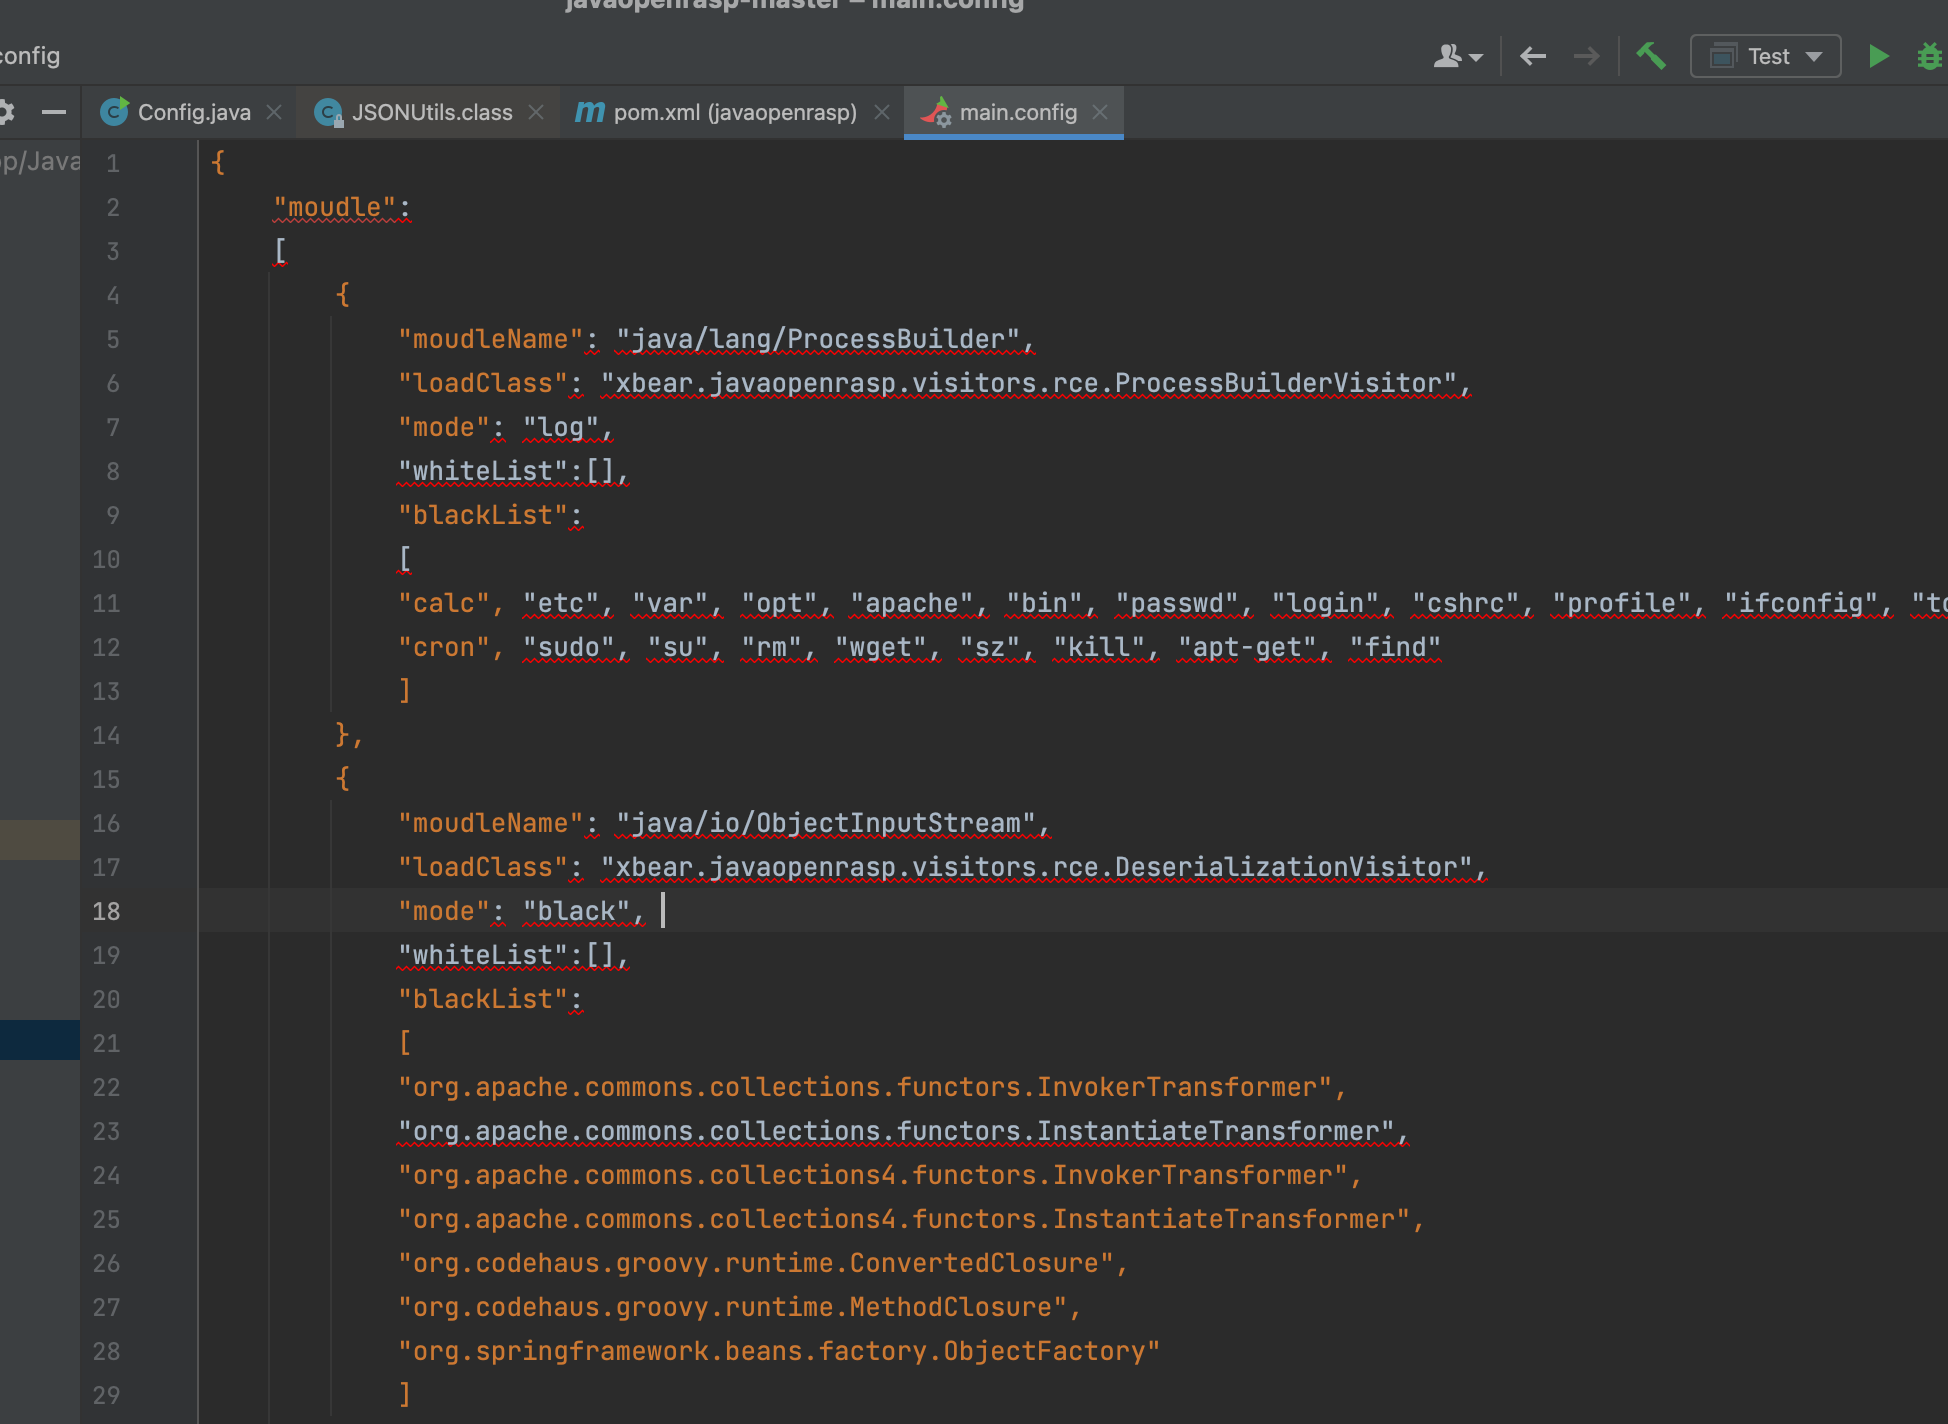 javaopenrasp-master – main.config
config
Test
Config.java
JSONUtils.class
pom.xml (javaopenrasp)
main.config
pp/Java
1 {
2 "moudle":
3 [
4 {
5 "moudleName": "java/lang/ProcessBuilder",
6 "loadClass": "xbear.javaopenrasp.visitors.rce.ProcessBuilderVisitor",
7 "mode": "log",
8 "whiteList":[],
9 "blackList":
10 [
11 "calc", "etc", "var", "opt", "apache", "bin", "passwd", "login", "cshrc", "profile", "ifconfig",
12 "cron", "sudo", "su", "rm", "wget", "sz", "kill", "apt-get", "find"
13 ]
14 },
15 {
16 "moudleName": "java/io/ObjectInputStream",
17 "loadClass": "xbear.javaopenrasp.visitors.rce.DeserializationVisitor",
18 "mode": "black",
19 "whiteList":[],
20 "blackList":
21 [
22 "org.apache.commons.collections.functors.InvokerTransformer",
23 "org.apache.commons.collections.functors.InstantiateTransformer",
24 "org.apache.commons.collections4.functors.InvokerTransformer",
25 "org.apache.commons.collections4.functors.InstantiateTransformer",
26 "org.codehaus.groovy.runtime.ConvertedClosure",
27 "org.codehaus.groovy.runtime.MethodClosure",
28 "org.springframework.beans.factory.ObjectFactory"
29 ]